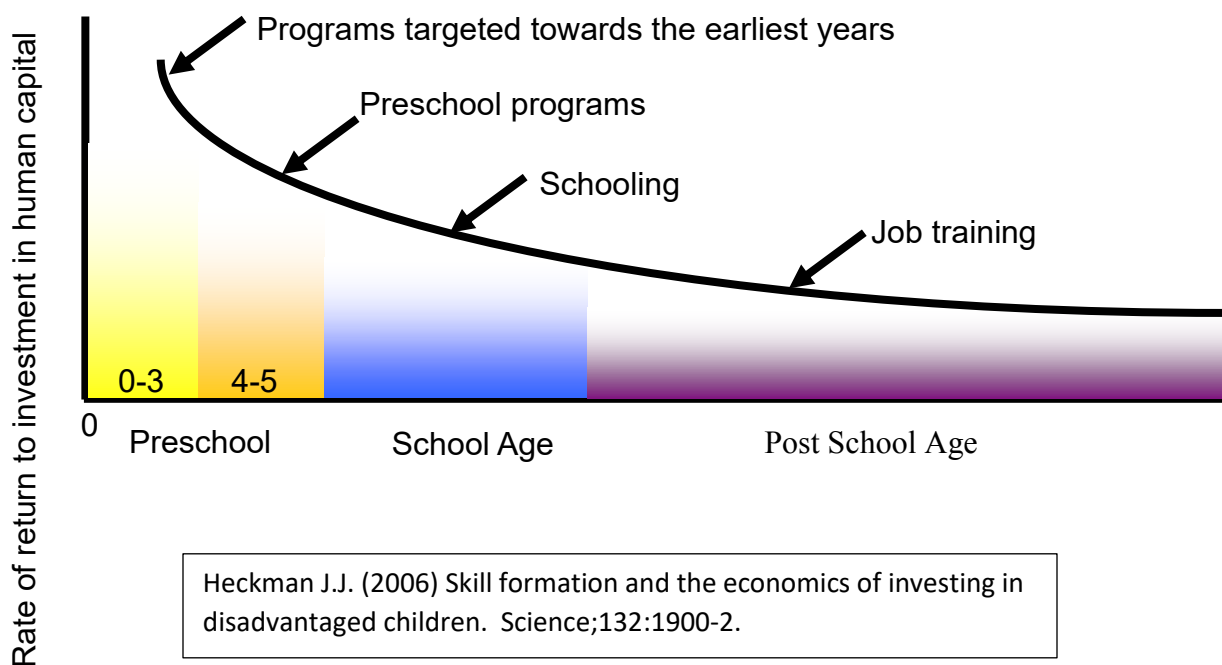 Rate of return to investment in human capital
Programs targeted towards the earliest years
Preschool programs
Schooling
Job training
0-3
4-5
0
Preschool
School Age
Post School Age
Heckman J.J. (2006) Skill formation and the economics of investing in
disadvantaged children.  Science;132:1900-2.